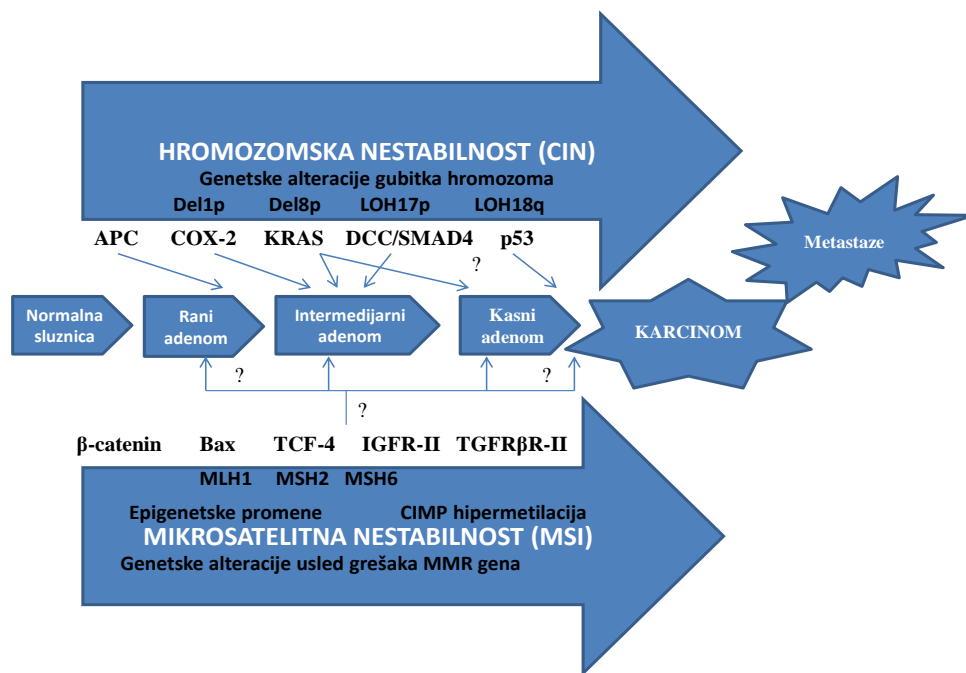 HROMOZOMSKA NESTABILNOST (CIN)
Genetske alteracije gubitka hromozoma
Del1p Del8p LOH17p LOH18q
APC COX-2 KRAS DCC/SMAD4 p53
?
Metastaze
Normalna
sluznica
Rani
adenom
Intermedijarni
adenom
Kasni
adenom
KARCINOM
? ?
?
β-catenin Bax TCF-4 IGFR-II TGFRβR-II
MLH1 MSH2 MSH6
Epigenetske promene CIMP hipermetilacija
MIKROSATELITNA NESTABILNOST (MSI)
Genetske alteracije usled grešaka MMR gena